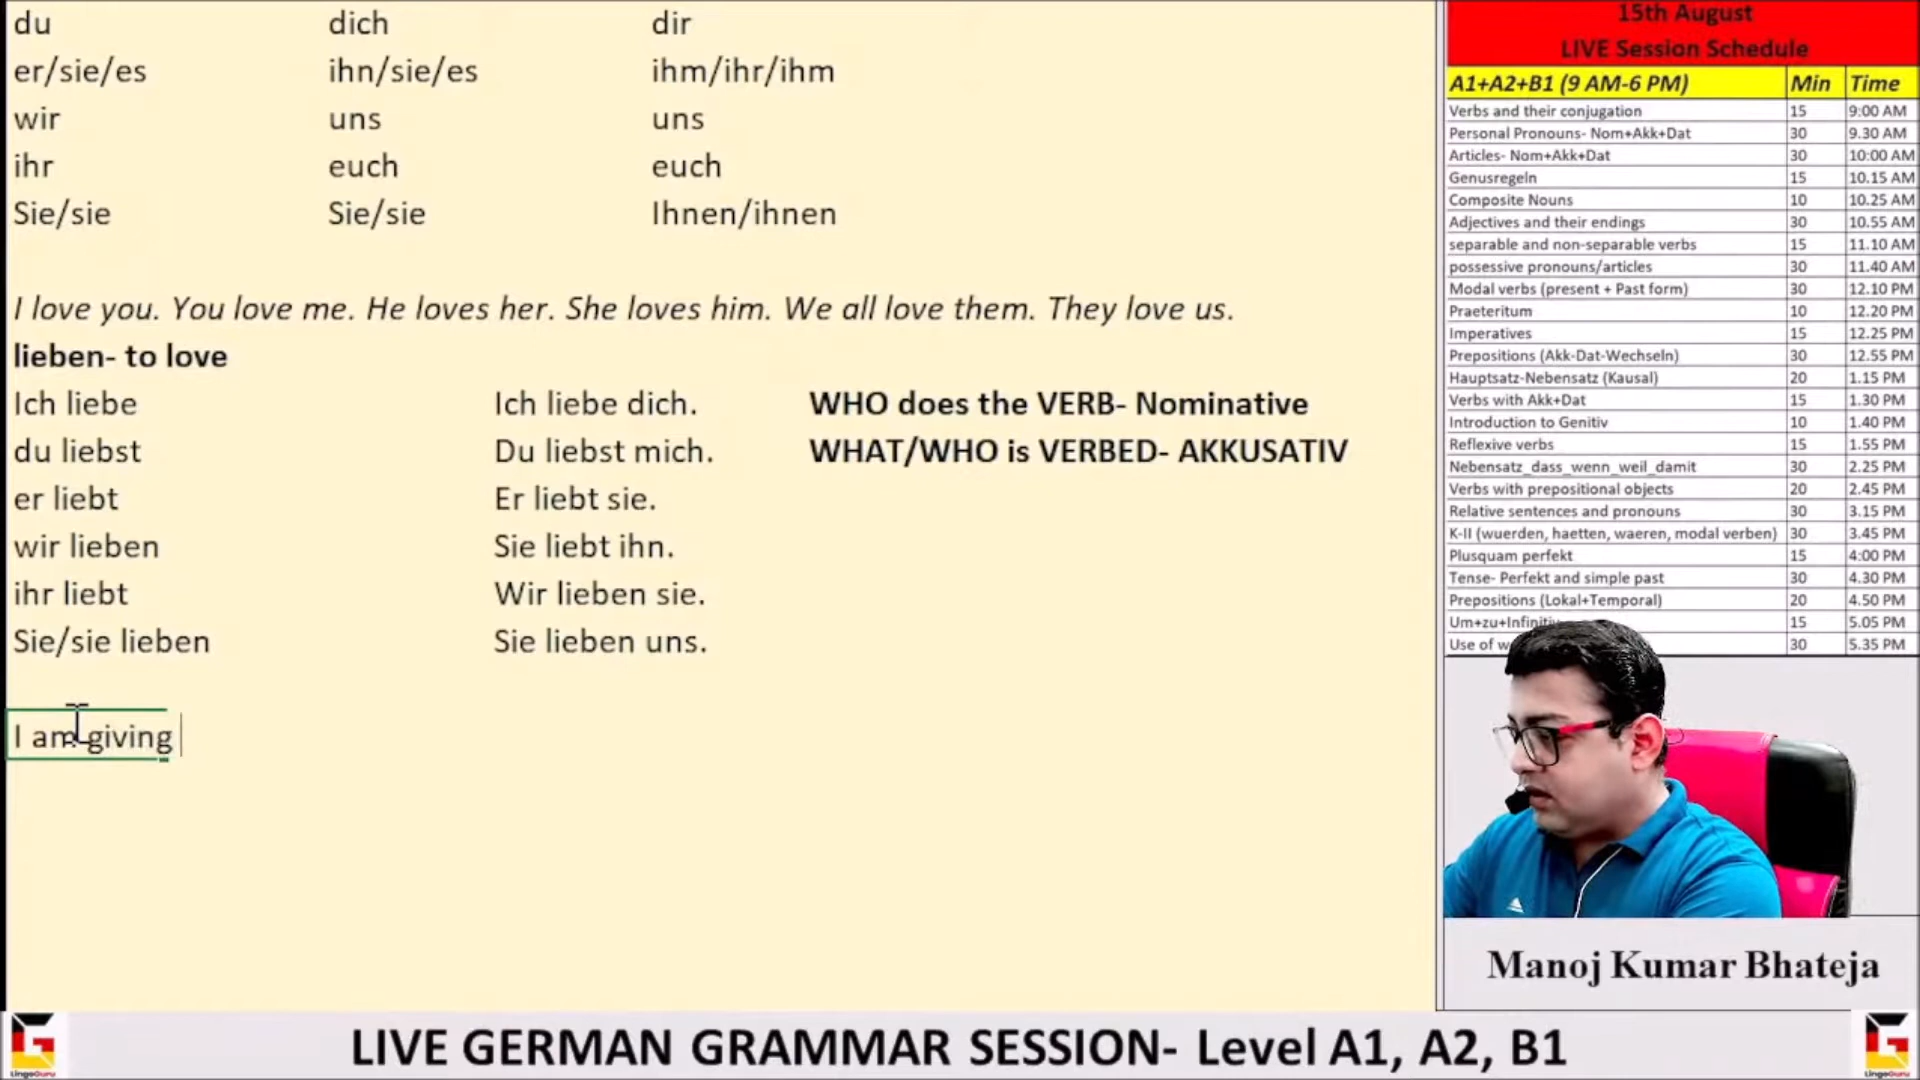 du dich dir
er/sie/es ihn/sie/es ihm/ihr/ihm
wir uns uns
ihr euch euch
Sie/sie Sie/sie Ihnen/ihnen
I love you. You love me. He loves her. She loves him. We all love them. They love us.
lieben- to love
Ich liebe Ich liebe dich. WHO does the VERB- Nominative
du liebst Du liebst mich. WHAT/WHO is VERBED- AKKUSATIV
er liebt Er liebt sie.
wir lieben Sie liebt ihn.
ihr liebt Wir lieben sie.
Sie/sie lieben Sie lieben uns.
I am giving
15th August
LIVE Session Schedule
A1+A2+B1 (9 AM-6 PM) Min Time
Verbs and their conjugation 15 9:00 AM
Personal Pronouns- Nom+Akk+Dat 30 9.30 AM
Articles- Nom+Akk+Dat 30 10:00 AM
Genusregeln 15 10.15 AM
Composite Nouns 10 10.25 AM
Adjectives and their endings 30 10.55 AM
separable and non-separable verbs 15 11.10 AM
possessive pronouns/articles 30 11.40 AM
Modal verbs (present + Past form) 30 12.10 PM
Praeteritum 10 12.20 PM
Imperatives 15 12.25 PM
Prepositions (Akk-Dat-Wechseln) 30 12.55 PM
Hauptsatz-Nebensatz (Kausal) 20 1.15 PM
Verbs with Akk+Dat 15 1.30 PM
Introduction to Genitiv 10 1.40 PM
Reflexive verbs 15 1.55 PM
Nebensatz_dass_wenn_weil_damit 30 2.25 PM
Verbs with prepositional objects 20 2.45 PM
Relative sentences and pronouns 30 3.15 PM
K-II (wuerden, haetten, waeren, modal verben) 30 3.45 PM
Plusquam perfekt 15 4:00 PM
Tense- Perfekt and simple past 30 4.30 PM
Prepositions (Lokal+Temporal) 20 4.50 PM
Um+zu+Infinitiv 15 5.05 PM
Use of 30 5.35 PM
Manoj Kumar Bhateja
LIVE GERMAN GRAMMAR SESSION- Level A1, A2, B1
LingoGuru
LingoGuru